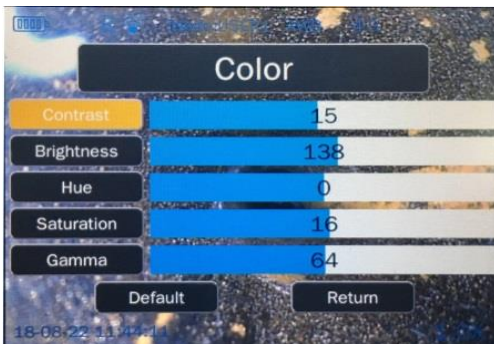 Color
Contrast 15
Brightness 138
Hue 0
Saturation 16
Gamma 64
Default Return
18-08-22 11:44:11